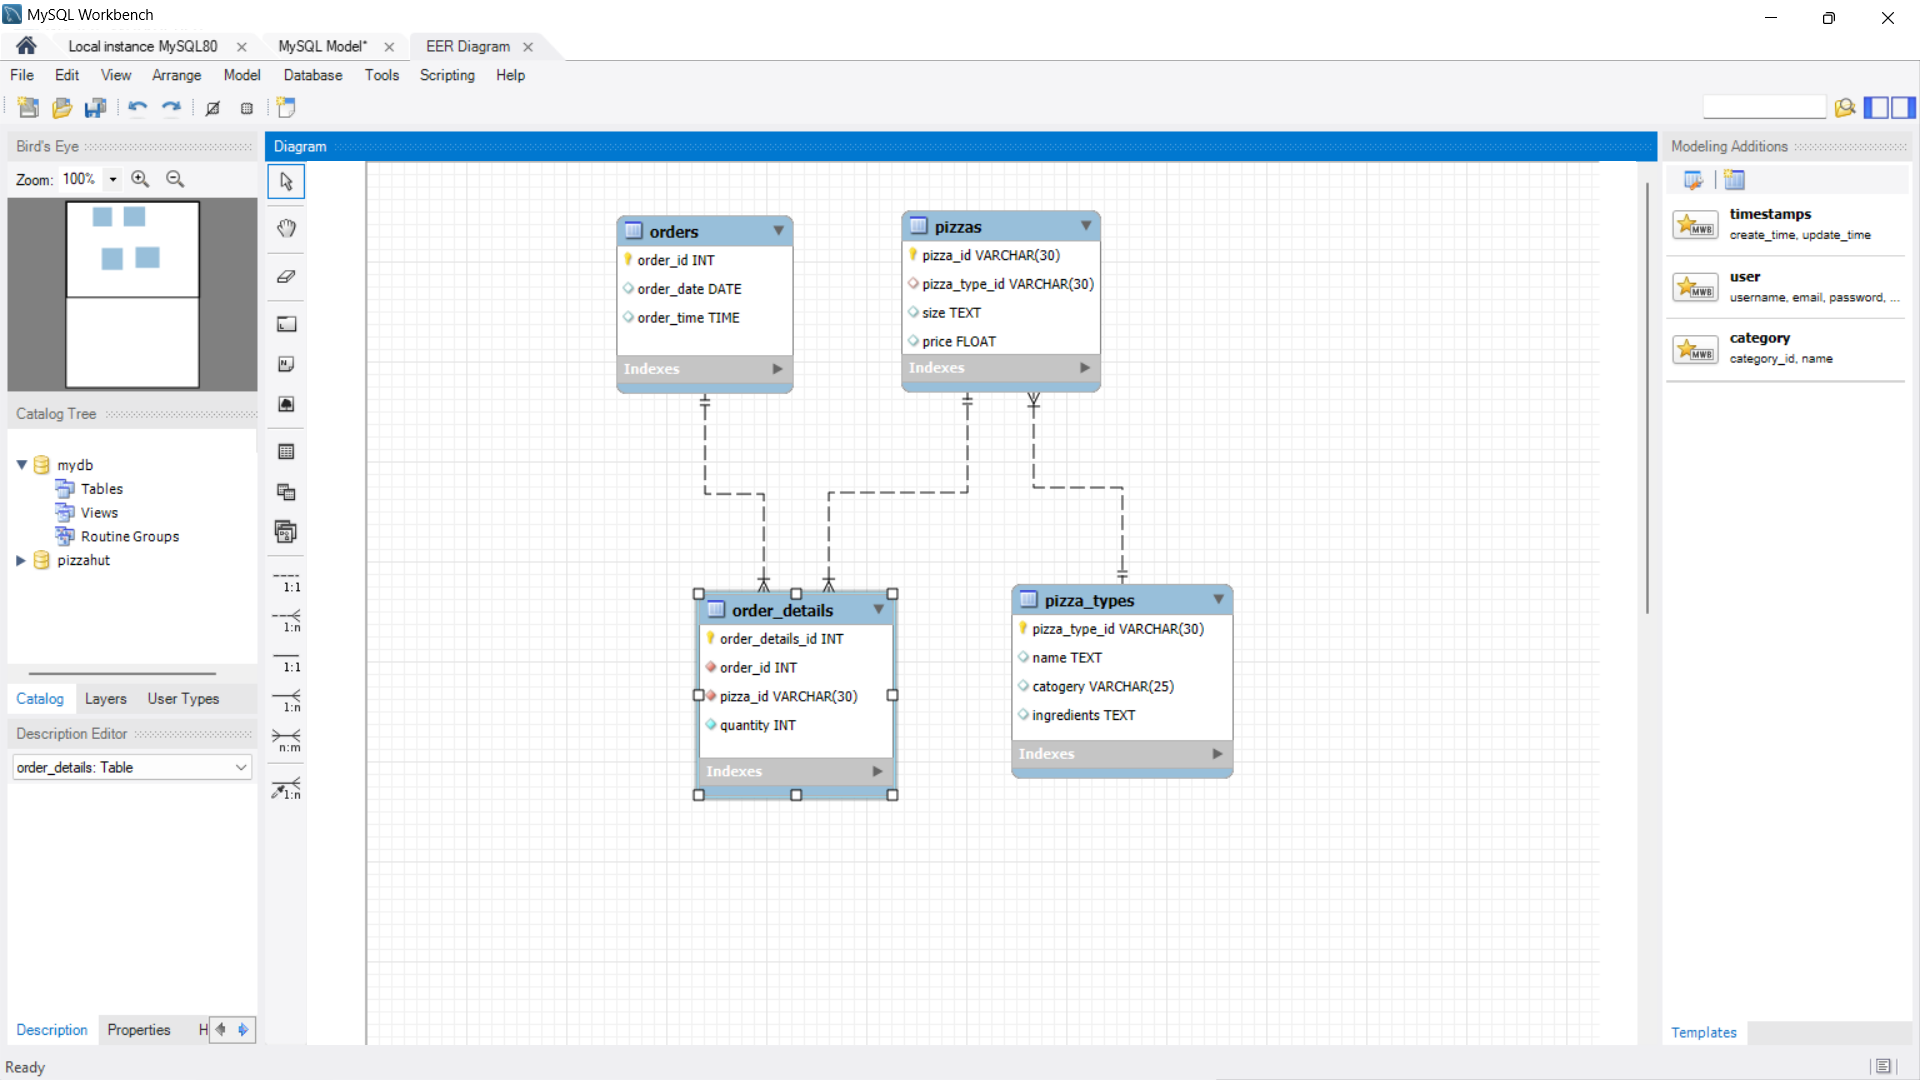 MySQL Workbench
Local instance MySQL80
MySQL Model*
EER Diagram
File Edit View Arrange Model Database Tools Scripting Help
Bird's Eye
Zoom: 100%
Catalog Tree
mydb
Tables
Views
Routine Groups
pizzahut
Catalog Layers User Types
Description Editor
order_details: Table
Description Properties H
Ready
Diagram
1:1
1:n
1:1
1:n
n:m
1:n
orders
order_id INT
order_date DATE
order_time TIME
Indexes
pizzas
pizza_id VARCHAR(30)
pizza_type_id VARCHAR(30)
size TEXT
price FLOAT
Indexes
order_details
order_details_id INT
order_id INT
pizza_id VARCHAR(30)
quantity INT
Indexes
pizza_types
pizza_type_id VARCHAR(30)
name TEXT
catogery VARCHAR(25)
ingredients TEXT
Indexes
Modeling Additions
MWB
timestamps
create_time, update_time
MWB
user
username, email, password, ...
MWB
category
category_id, name
Templates